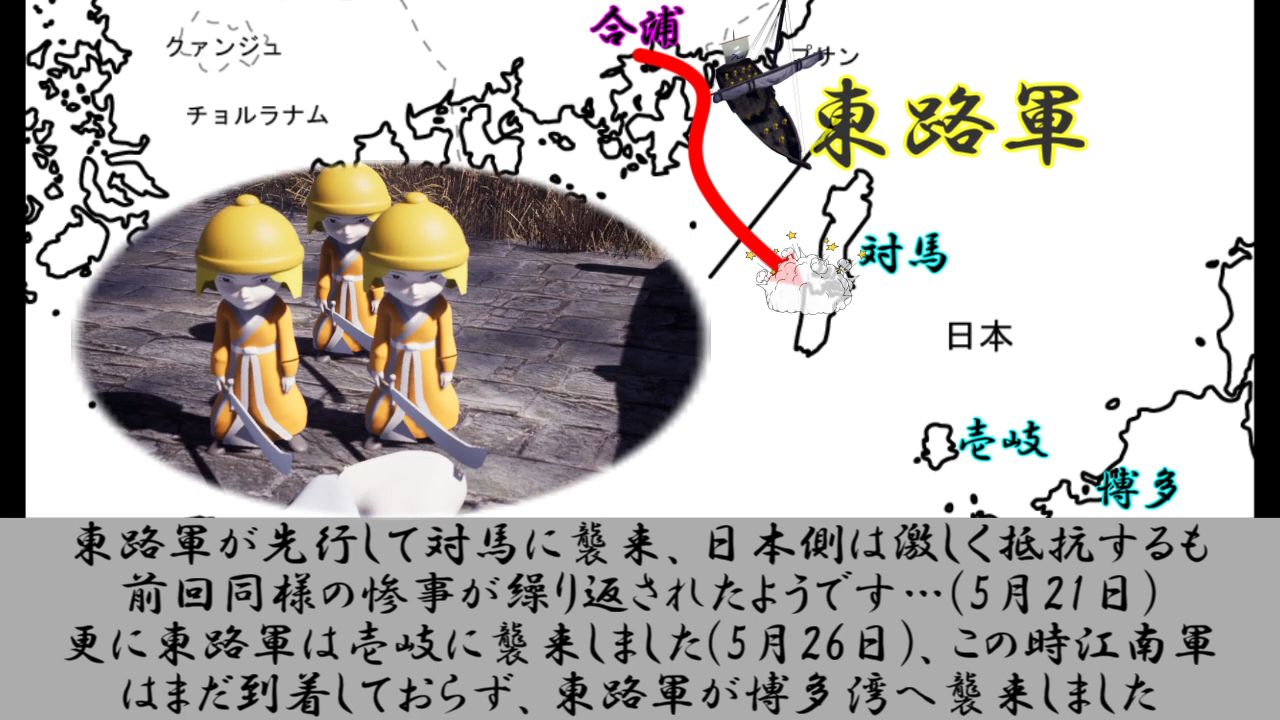 合浦
クァンジュ
プサン
チョルラナム
東路軍
対馬
日本
壱岐
博多
東路軍が先行して対馬に襲来、日本側は激しく抵抗するも
前回同様の惨事が繰り返されたようです…(5月21日)
更に東路軍は壱岐に襲来しました(5月26日)、この時江南軍
はまだ到着しておらず、東路軍が博多湾へ襲来しました